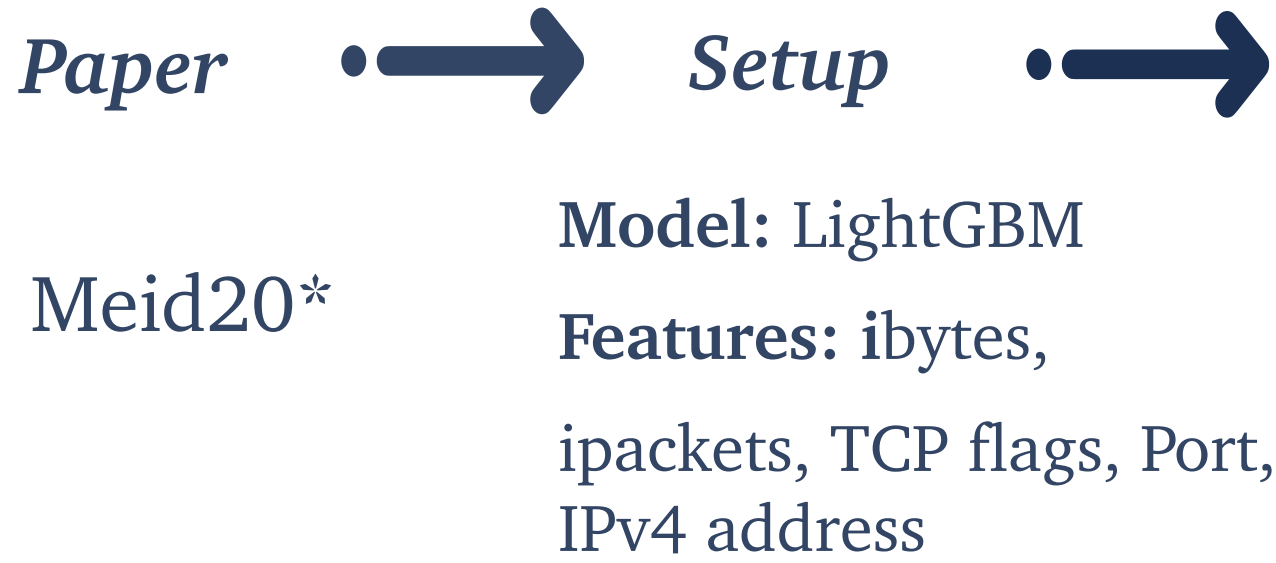 Paper
Setup
Model: LightGBM
Meid20*
Features: ibytes,
ipackets, TCP flags, Port,
IPv4 address